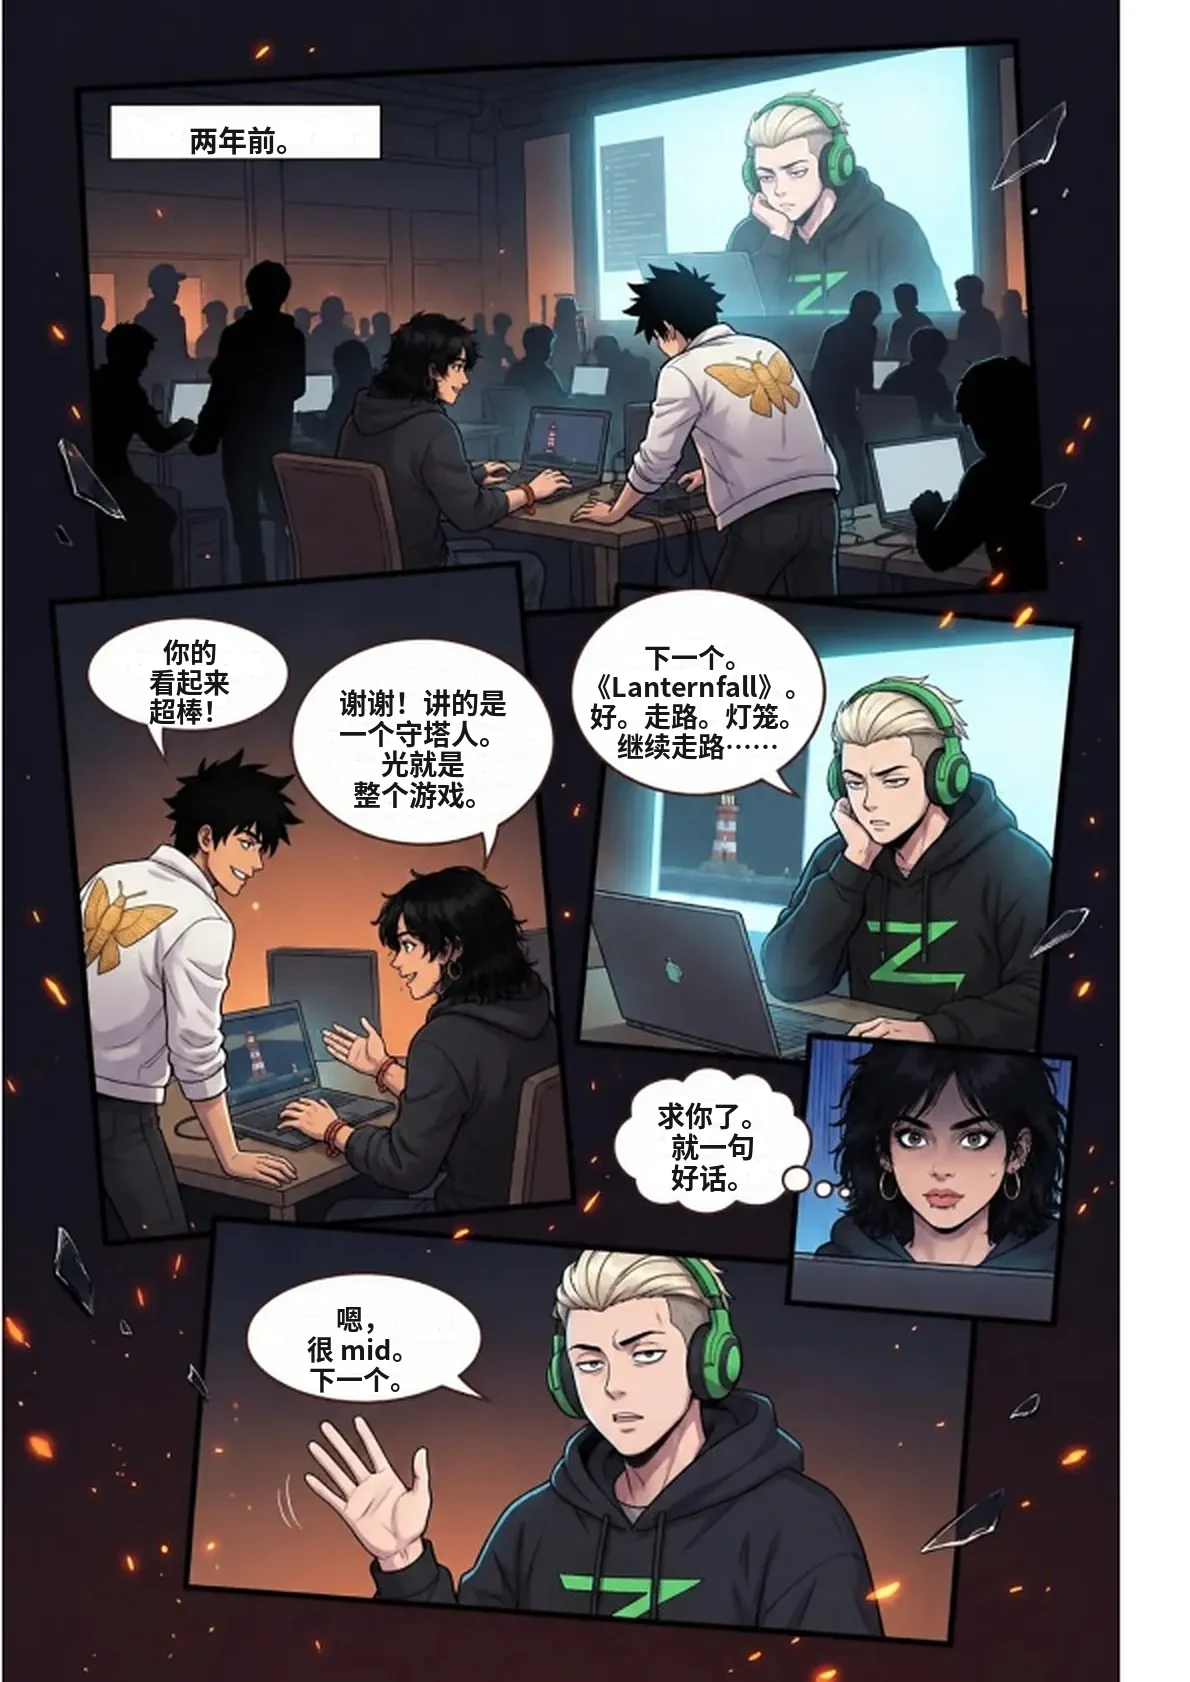 两年前。
你的
看起来
超棒！
谢谢！讲的是
一个守塔人。
光就是
整个游戏。
下一个。
《Lanternfall》。
好。走路。灯笼。
继续走路……
求你了。
就一句
好话。
嗯，
很 mid。
下一个。